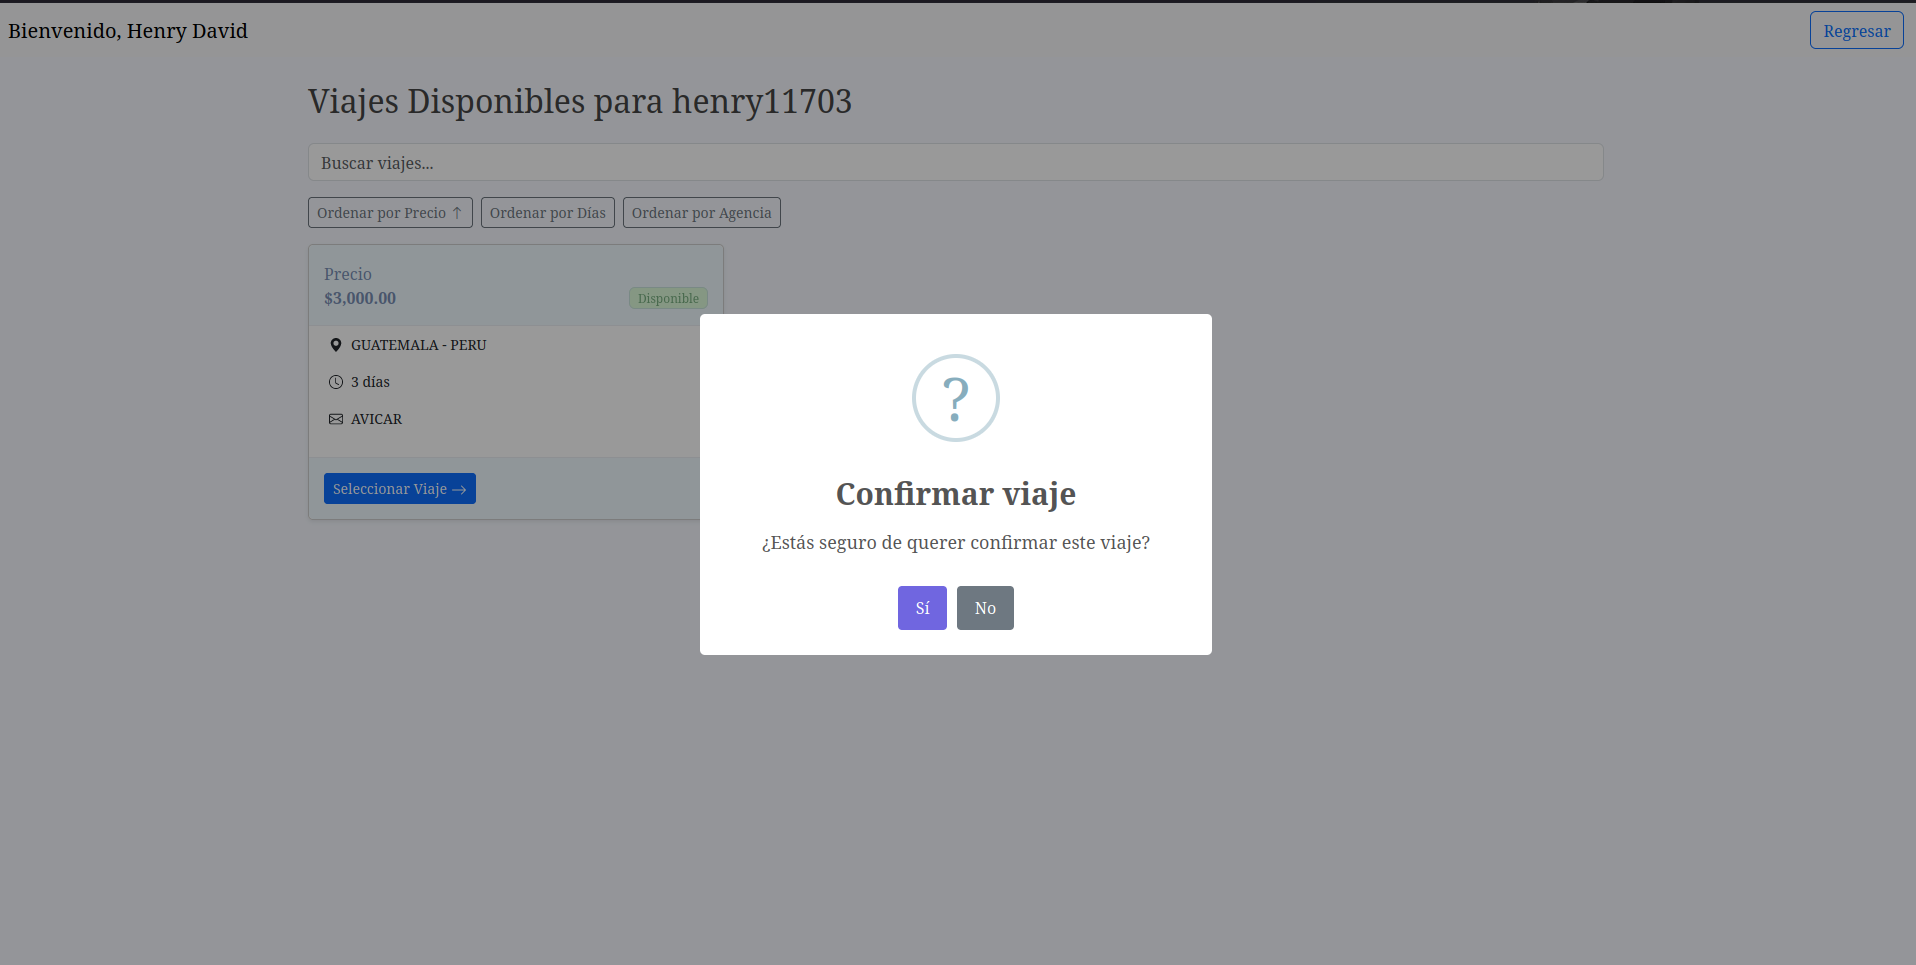 Bienvenido, Henry David
Regresar
Viajes Disponibles para henry11703
Buscar viajes...
Ordenar por Precio ↑
Ordenar por Días
Ordenar por Agencia
Precio
$3,000.00
Disponible
GUATEMALA - PERU
3 días
AVICAR
Seleccionar Viaje →
?
Confirmar viaje
¿Estás seguro de querer confirmar este viaje?
Sí
No